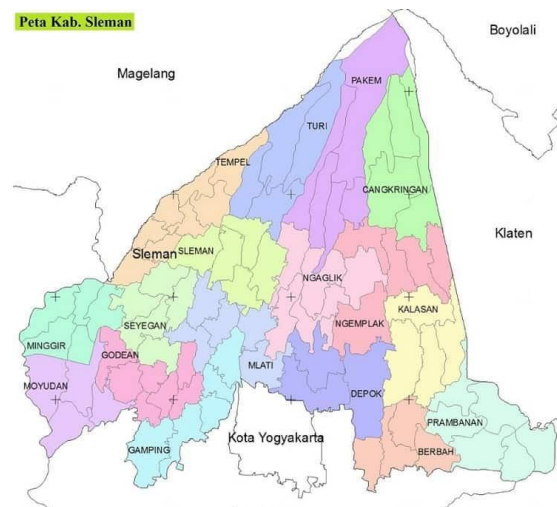 Peta Kab. Sleman
Boyolali
Magelang
PAKEM
TURI
TEMPEL
CANGKRINGAN
Klaten
SLEMAN
Sleman
NGAGLIK
KALASAN
SEYEGAN
NGEMPLAK
MINGGIR
GODEAN
MLATI
MOYUDAN
DEPOK
PRAMBANAN
Kota Yogyakarta
GAMPING
BERBAH